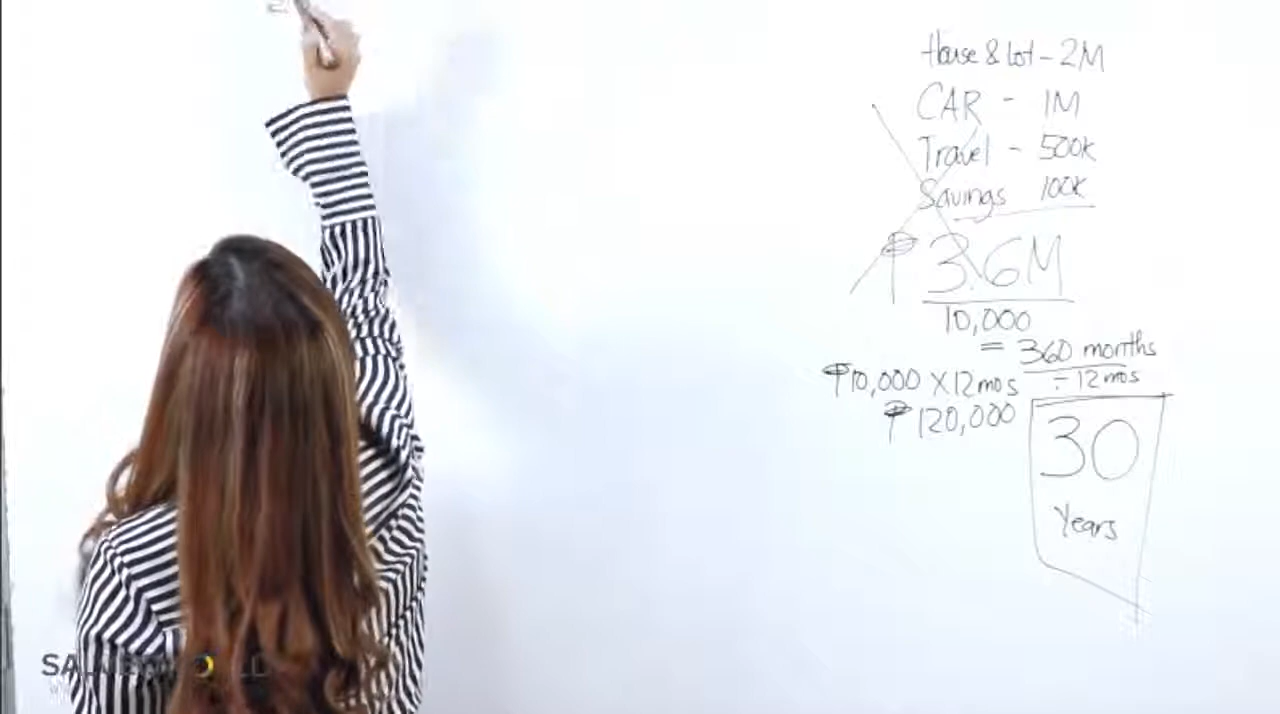 House & Lot - 2M
CAR - 1M
Travel - 500K
Savings 100K
₱ 3.6M
10,000
= 360 months
÷ 12 mos
₱10,000 X 12 mos
₱120,000
30
Years